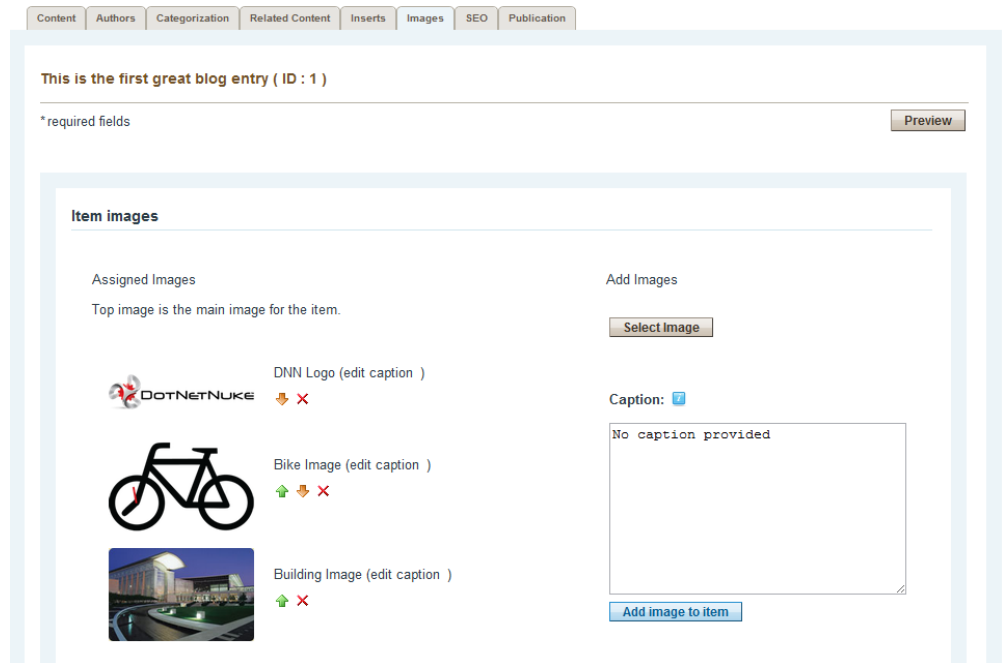 Content Authors Categorization Related Content Inserts Images SEO Publication
This is the first great blog entry ( ID : 1 )
* required fields
Preview
Item images
Assigned Images
Top image is the main image for the item.
DotNetNuke
DNN Logo (edit caption )
Bike Image (edit caption )
Building Image (edit caption )
Add Images
Select Image
Caption:
No caption provided
Add image to item